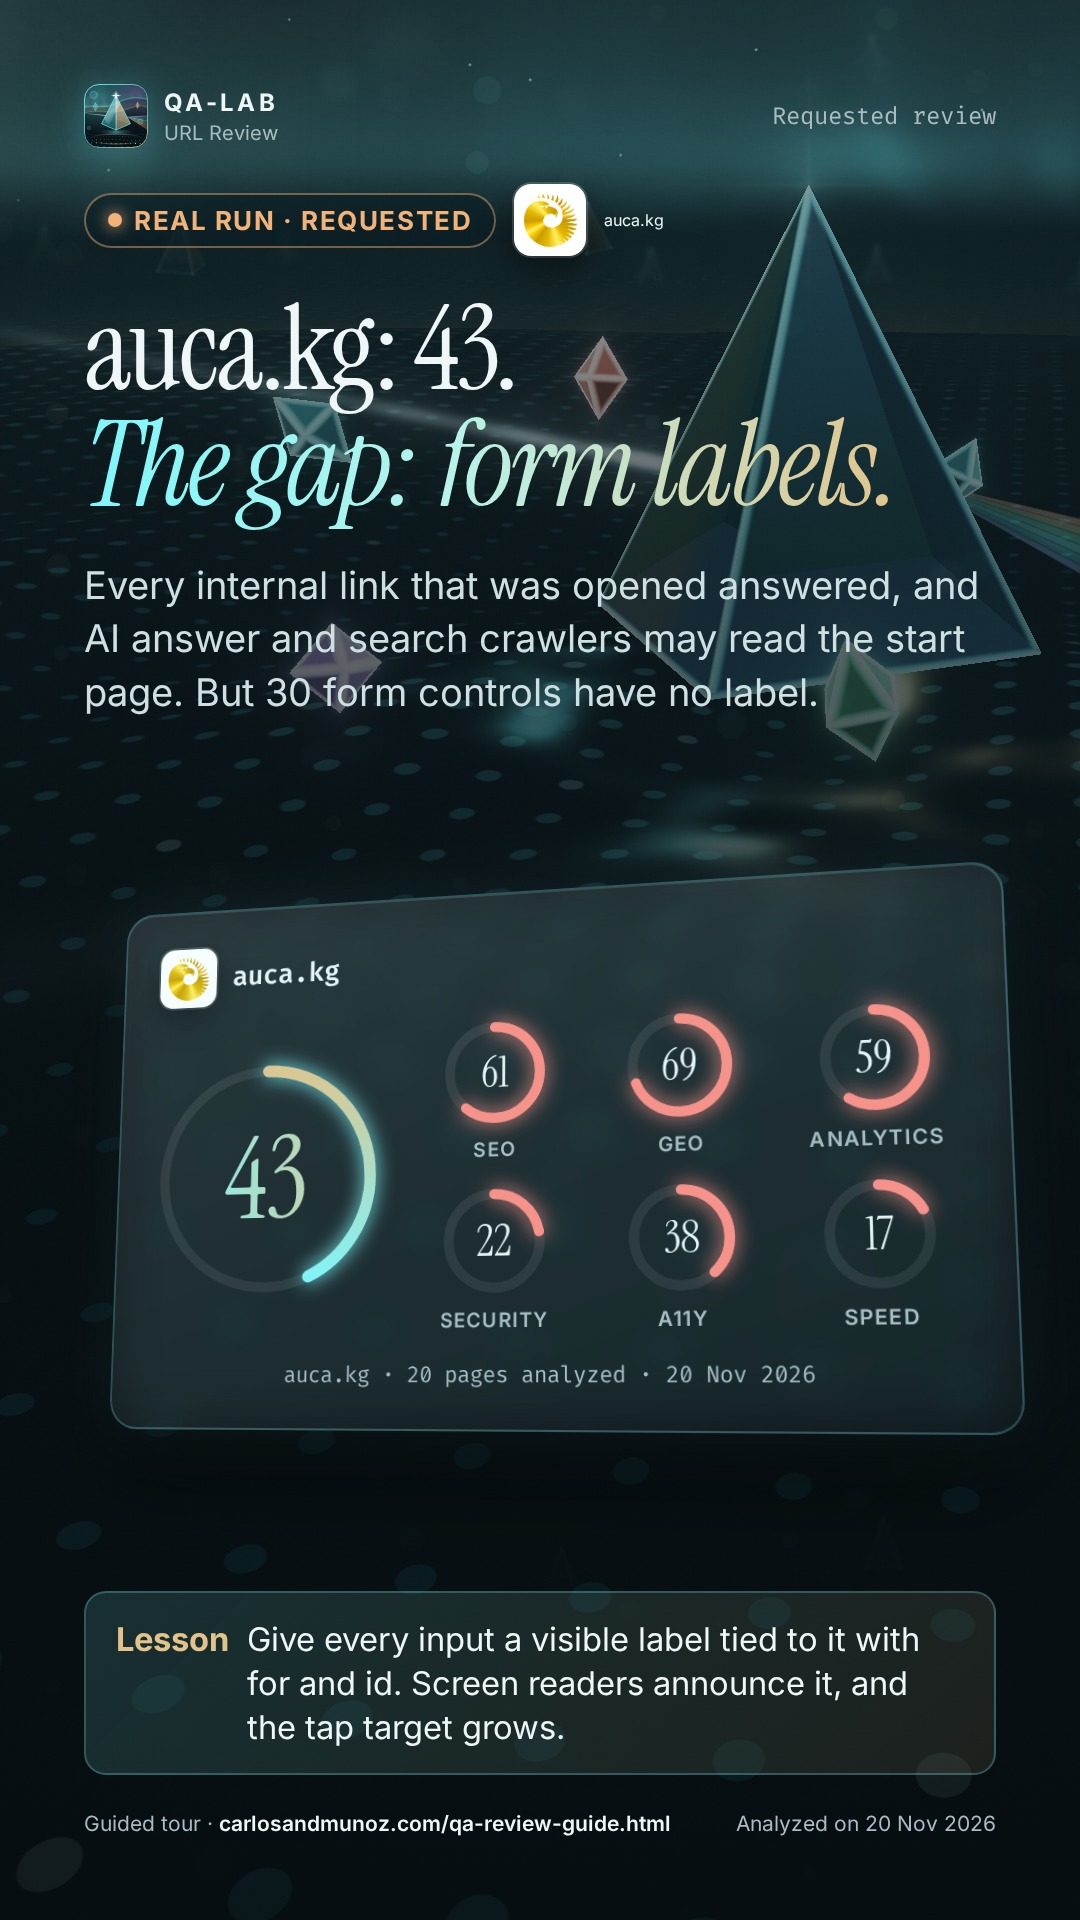 QA-LAB
URL Review
Requested review
REAL RUN · REQUESTED
auca.kg
auca.kg: 43.
The gap: form labels.
Every internal link that was opened answered, and
AI answer and search crawlers may read the start
page. But 30 form controls have no label.
auca.kg
43
61
SEO
69
GEO
59
ANALYTICS
22
SECURITY
38
A11Y
17
SPEED
auca.kg · 20 pages analyzed · 20 Nov 2026
Lesson Give every input a visible label tied to it with
for and id. Screen readers announce it, and
the tap target grows.
Guided tour · carlosandmunoz.com/qa-review-guide.html
Analyzed on 20 Nov 2026